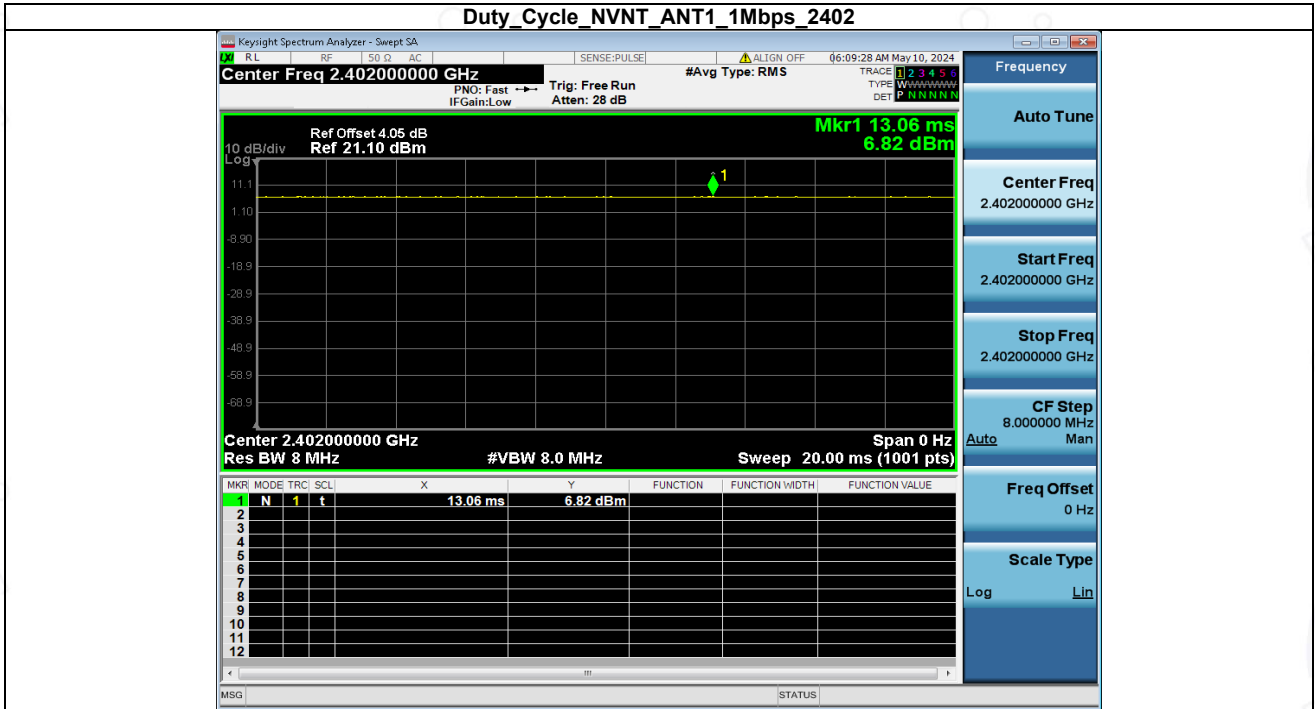 Duty_Cycle_NVNT_ANT1_1Mbps_2402
Keysight Spectrum Analyzer - Swept SA
LXI RL RF 50 Ω AC SENSE:PULSE ALIGN OFF 06:09:28 AM May 10, 2024
Center Freq 2.402000000 GHz
PNO: Fast
IFGain:Low
Trig: Free Run
Atten: 28 dB
#Avg Type: RMS
TRACE 1 2 3 4 5 6
TYPE WWWWWW
DET P N N N N N
Mkr1 13.06 ms
6.82 dBm
Ref Offset 4.05 dB
10 dB/div Ref 21.10 dBm
Log
1
11.1
1.10
-8.90
-18.9
-28.9
-38.9
-48.9
-58.9
-68.9
Center 2.402000000 GHz Span 0 Hz
Res BW 8 MHz #VBW 8.0 MHz Sweep 20.00 ms (1001 pts)
MKR MODE TRC SCL X Y FUNCTION FUNCTION WIDTH FUNCTION VALUE
1 N 1 t 13.06 ms 6.82 dBm
2
3
4
5
6
7
8
9
10
11
12
MSG STATUS
Frequency
Auto Tune
Center Freq
2.402000000 GHz
Start Freq
2.402000000 GHz
Stop Freq
2.402000000 GHz
CF Step
8.000000 MHz
Auto Man
Freq Offset
0 Hz
Scale Type
Log Lin